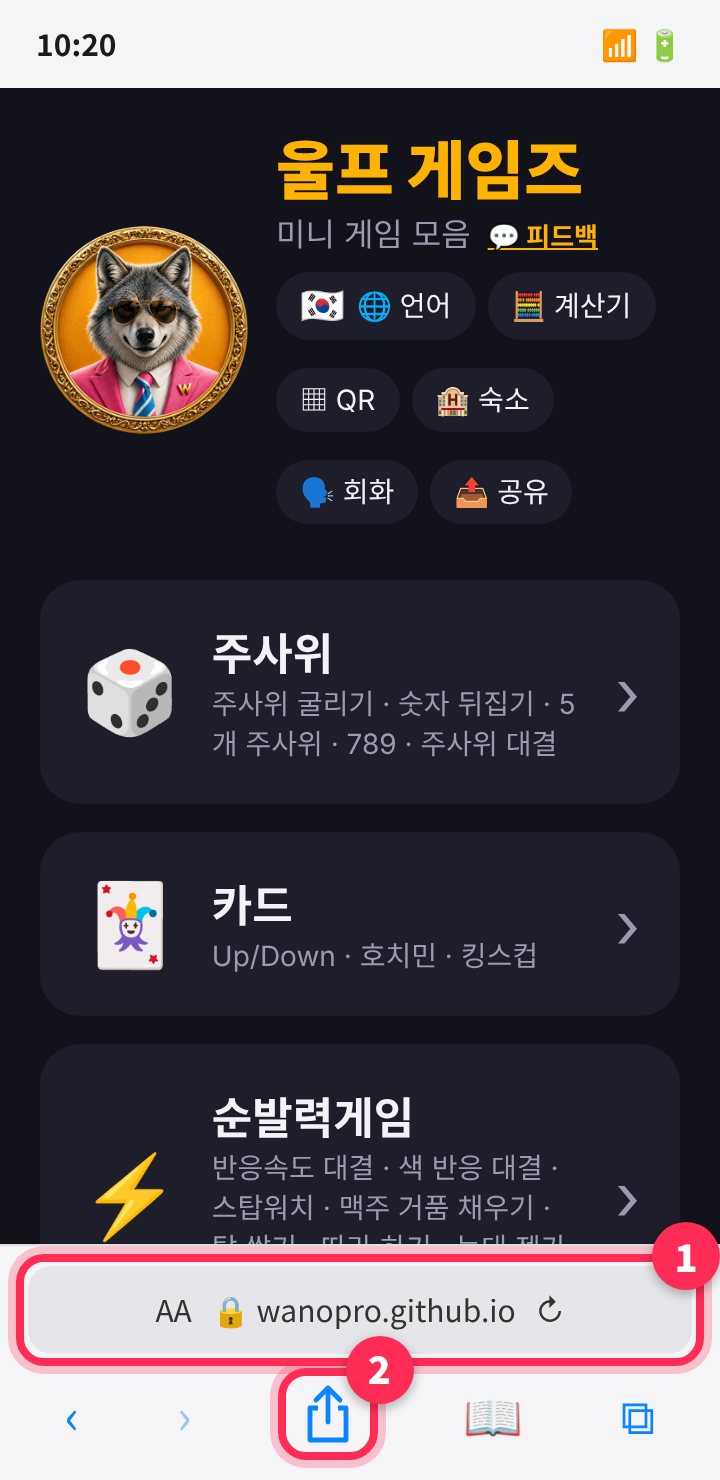 10:20
울프 게임즈
미니 게임 모음 💬 피드백
🇰🇷 🌐 언어 🧮 계산기
QR 🏨 숙소
🗣️ 회화 📤 공유
주사위
주사위 굴리기 · 숫자 뒤집기 · 5
개 주사위 · 789 · 주사위 대결
카드
Up/Down · 호치민 · 킹스컵
순발력게임
반응속도 대결 · 색 반응 대결 ·
스탑워치 · 맥주 거품 채우기 ·
1
AA 🔒 wanopro.github.io ↻
2